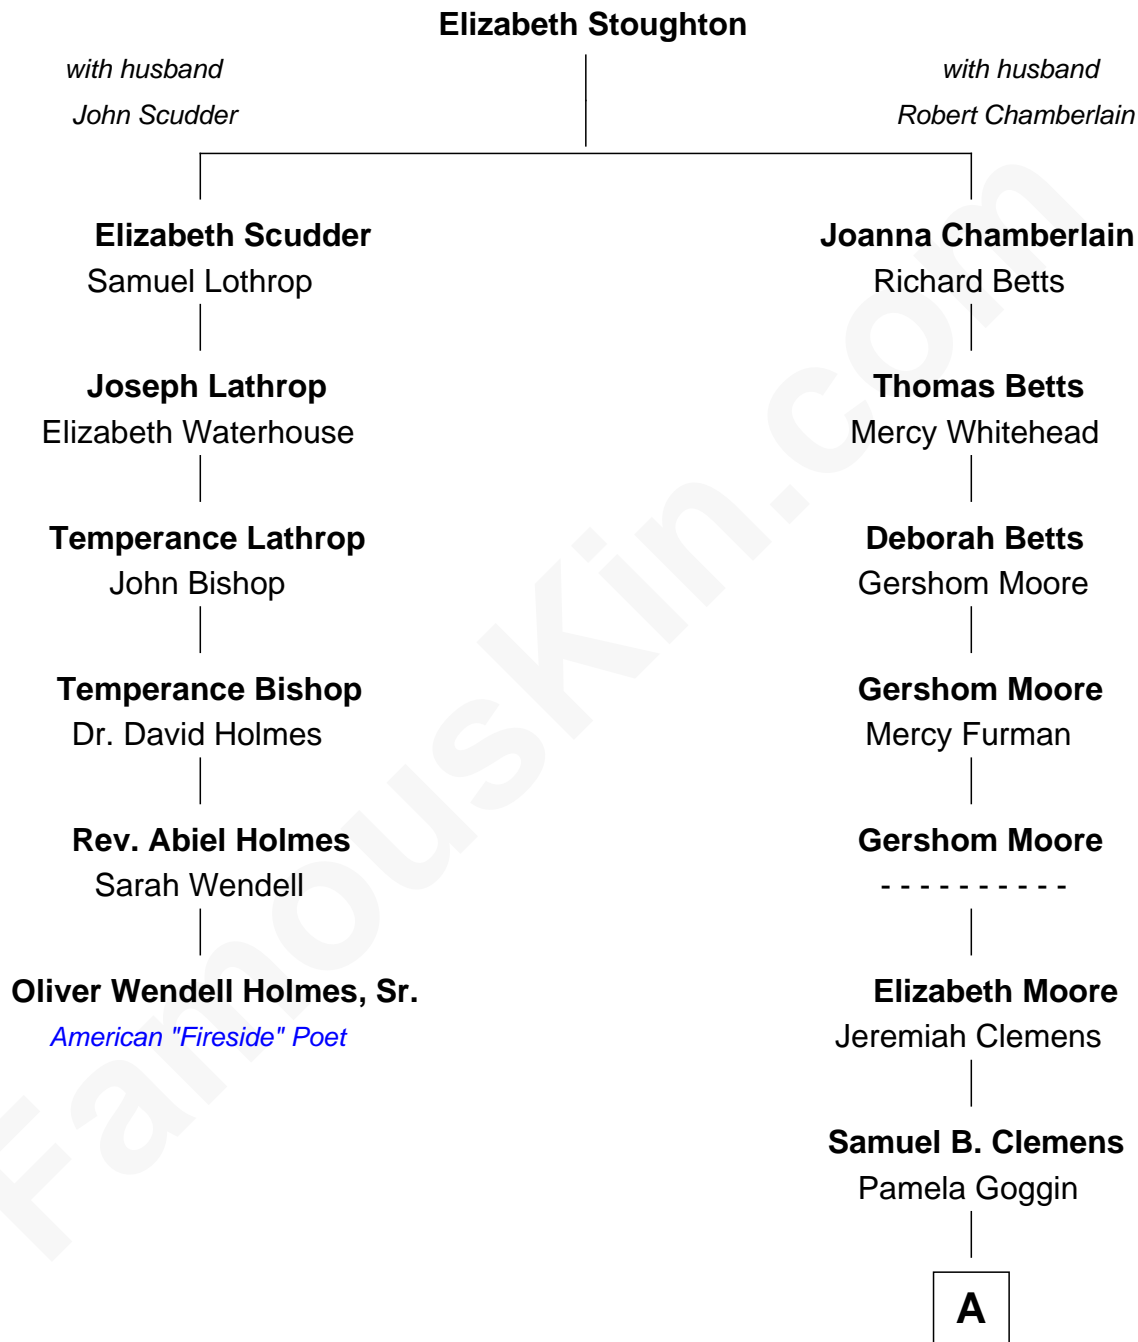 Elizabeth Stoughton
with husband
John Scudder
with husband
Robert Chamberlain
Elizabeth Scudder
Samuel Lothrop
Joanna Chamberlain
Richard Betts
Joseph Lathrop
Elizabeth Waterhouse
Thomas Betts
Mercy Whitehead
Temperance Lathrop
John Bishop
Deborah Betts
Gershom Moore
Temperance Bishop
Dr. David Holmes
Gershom Moore
Mercy Furman
Rev. Abiel Holmes
Sarah Wendell
Gershom Moore
- - - - - - - - - -
Oliver Wendell Holmes, Sr.
American "Fireside" Poet
Elizabeth Moore
Jeremiah Clemens
Samuel B. Clemens
Pamela Goggin
A
FamousKin.com